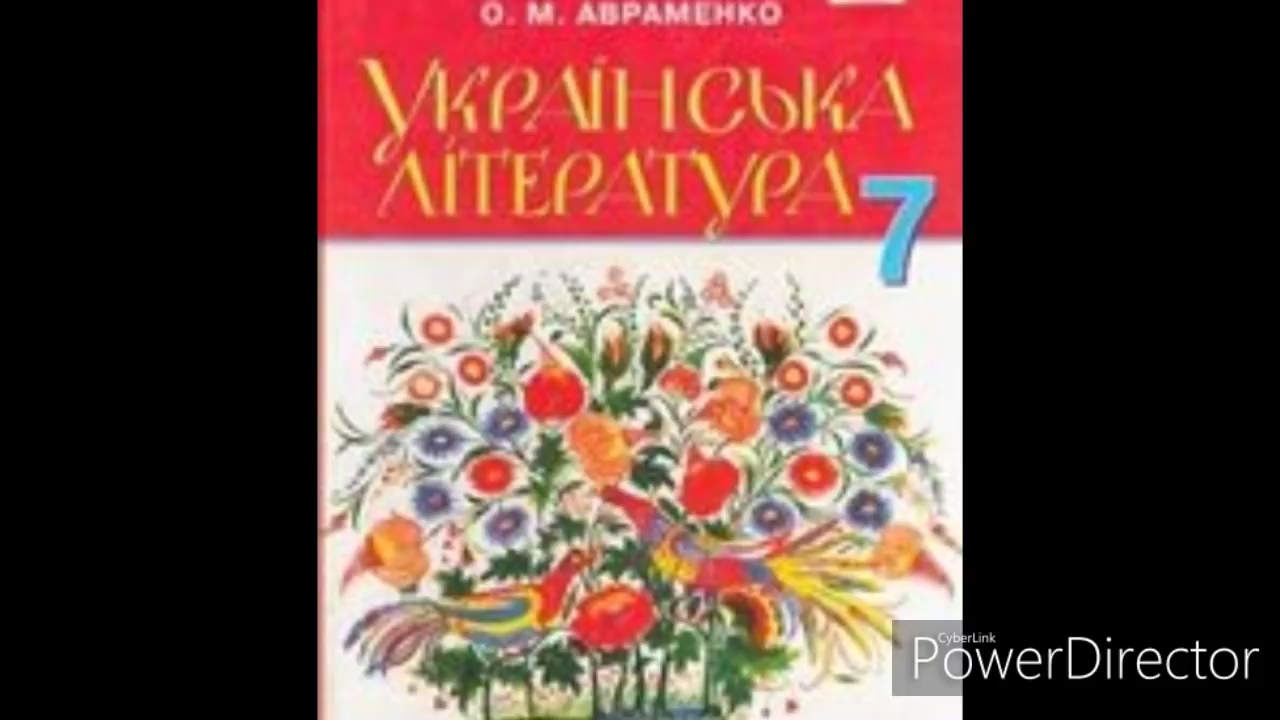 О. М. АВРАМЕНКО
УКРАЇНСЬКА
ЛІТЕРАТУРА
7
CyberLink
PowerDirector